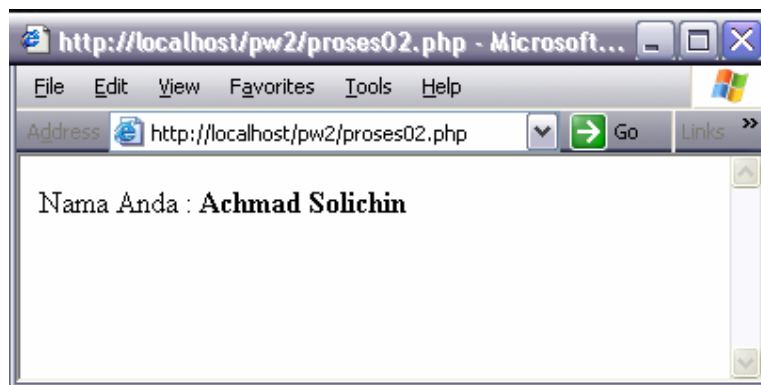 http://localhost/pw2/proses02.php - Microsoft...
File Edit View Favorites Tools Help
Address http://localhost/pw2/proses02.php Go Links »
Nama Anda : Achmad Solichin